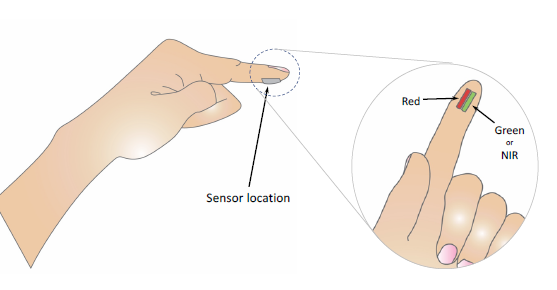 Sensor location
Red
Green
or
NIR